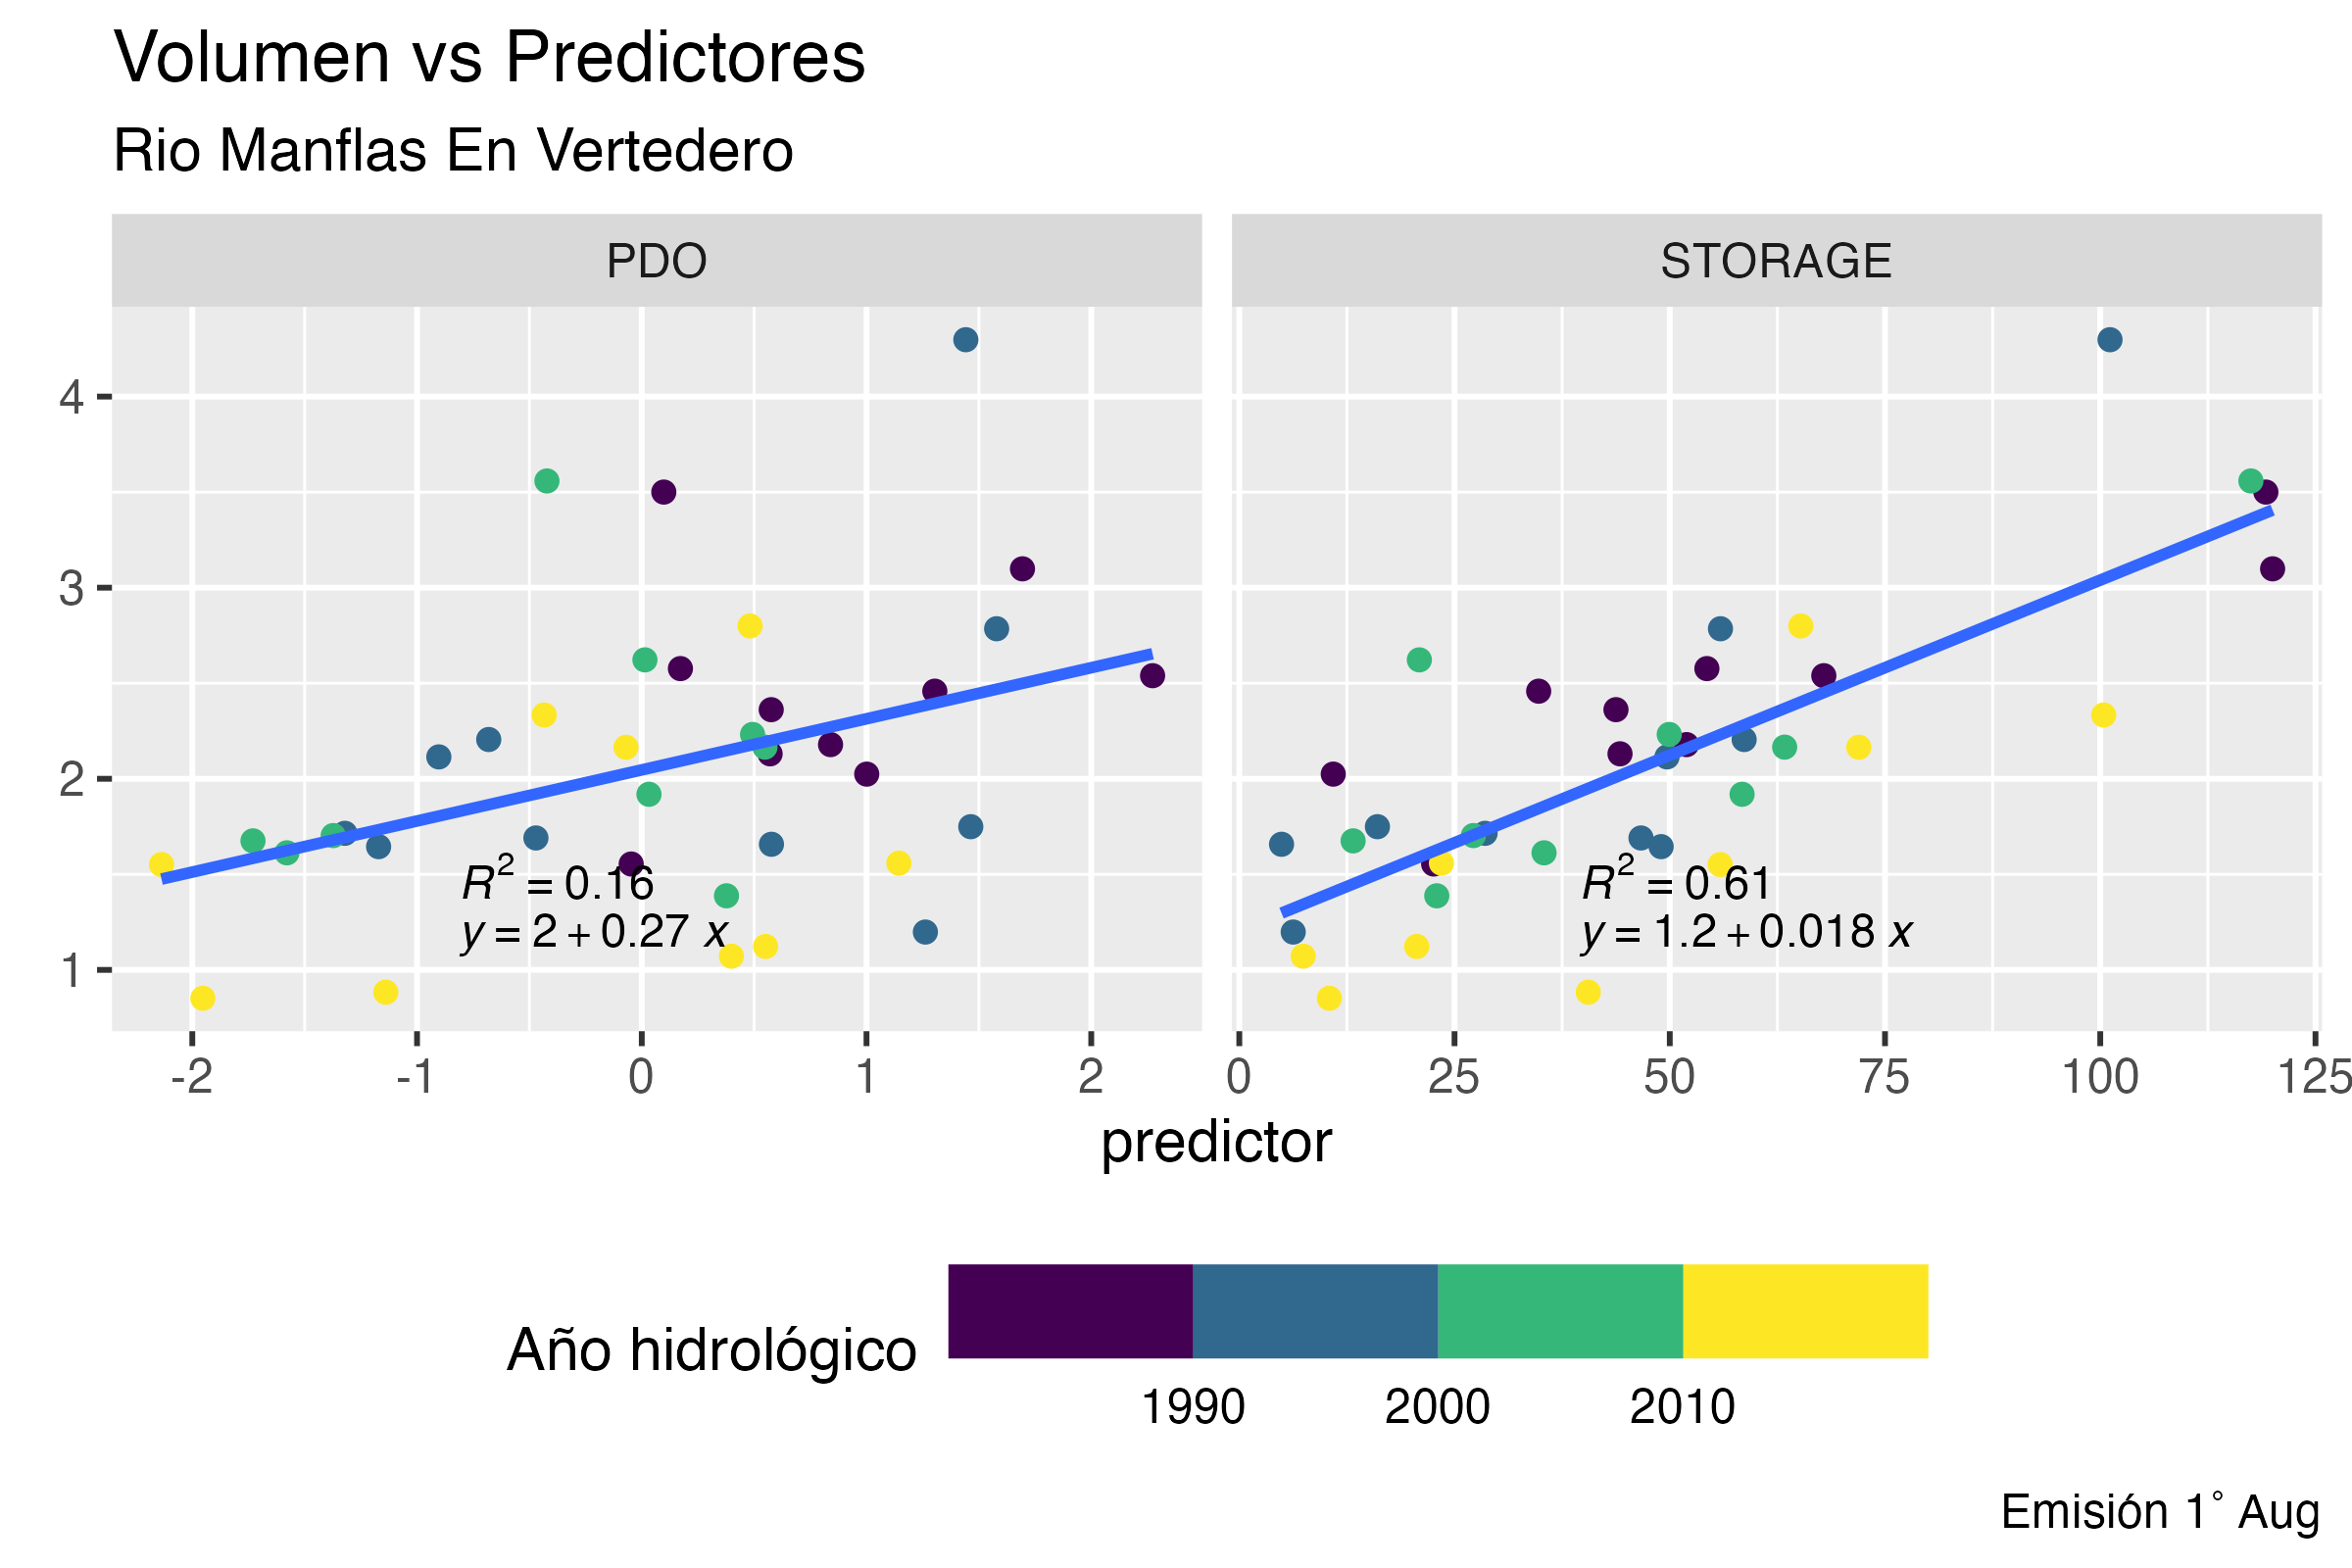 Volumen vs Predictores
Rio Manflas En Vertedero
PDO
STORAGE
4
3
2
1
R² = 0.16
y = 2 + 0.27 x
R² = 0.61
y = 1.2 + 0.018 x
-2 -1 0 1 2
0 25 50 75 100 125
predictor
Año hidrológico
1990 2000 2010
Emisión 1° Aug